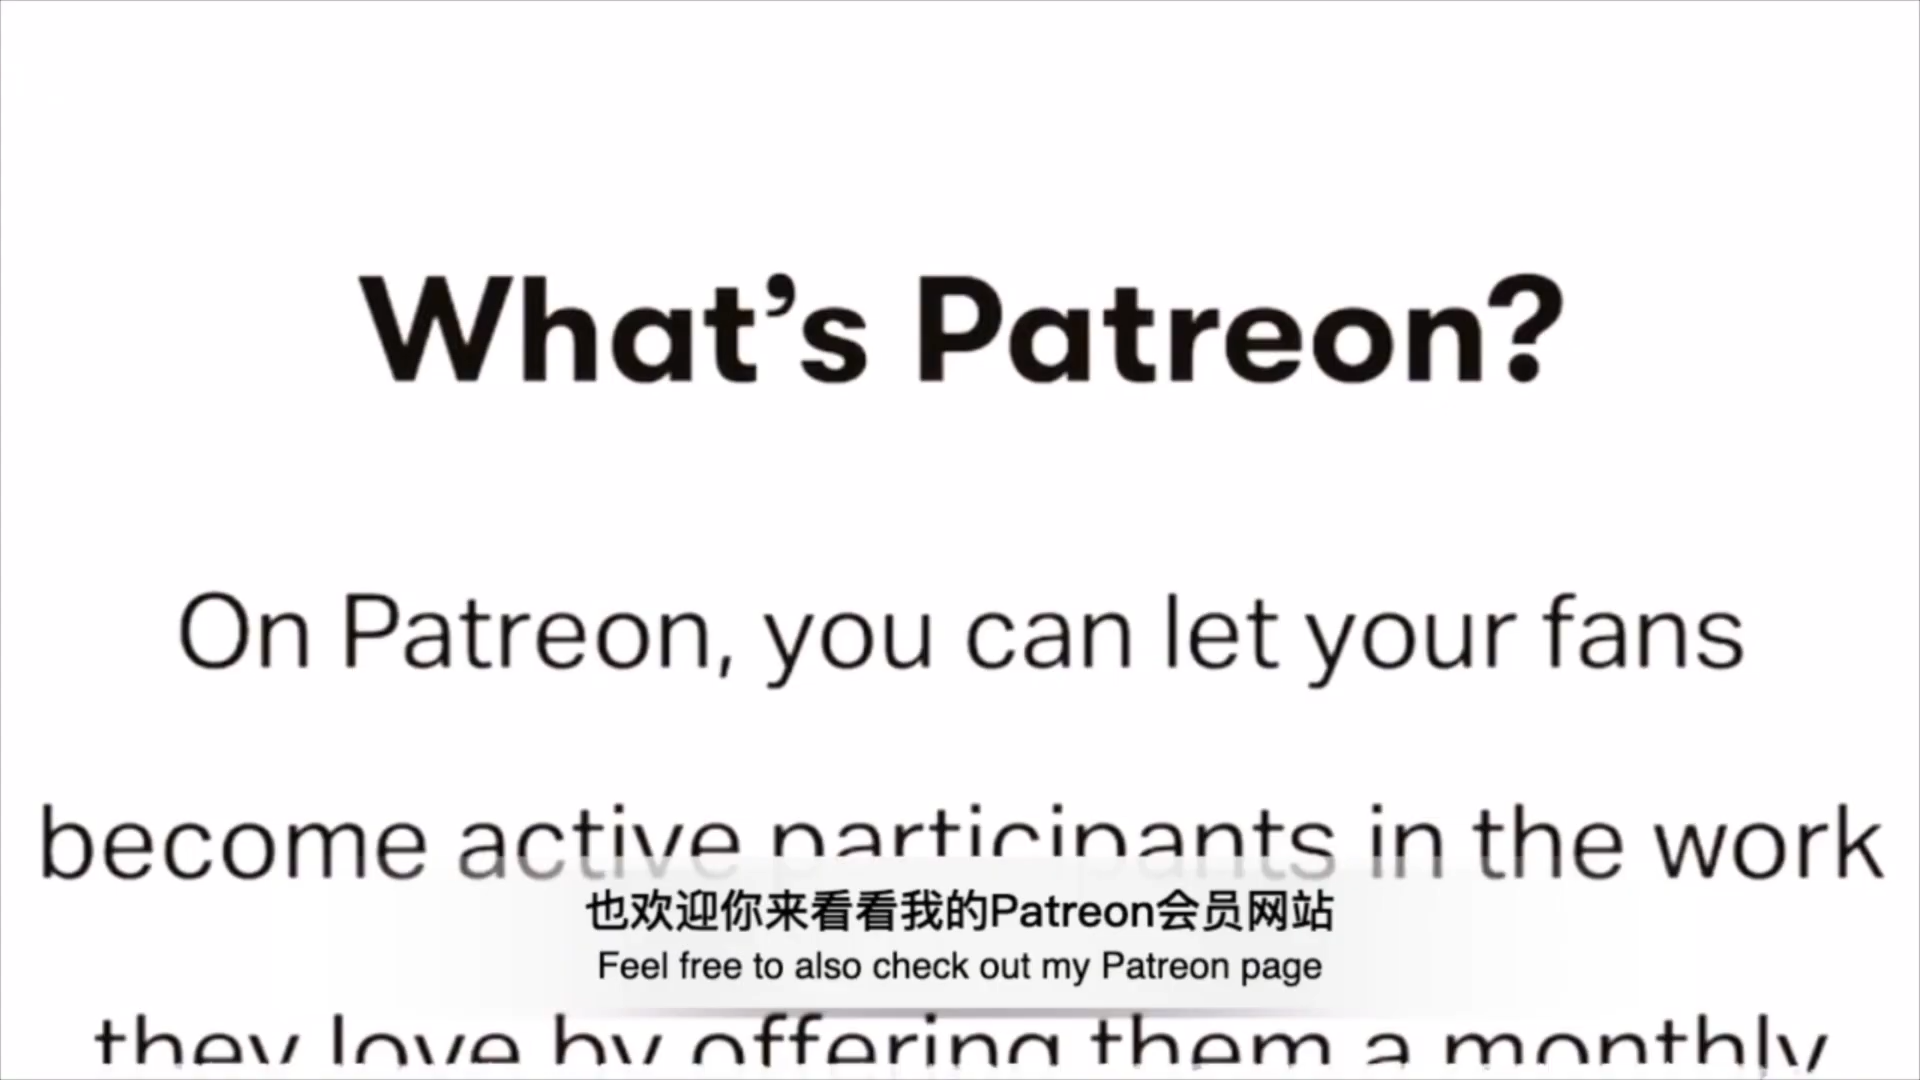 What’s Patreon?
On Patreon, you can let your fans
become active participants in the work
也欢迎你来看看我的Patreon会员网站
Feel free to also check out my Patreon page
they love by offering them a monthly